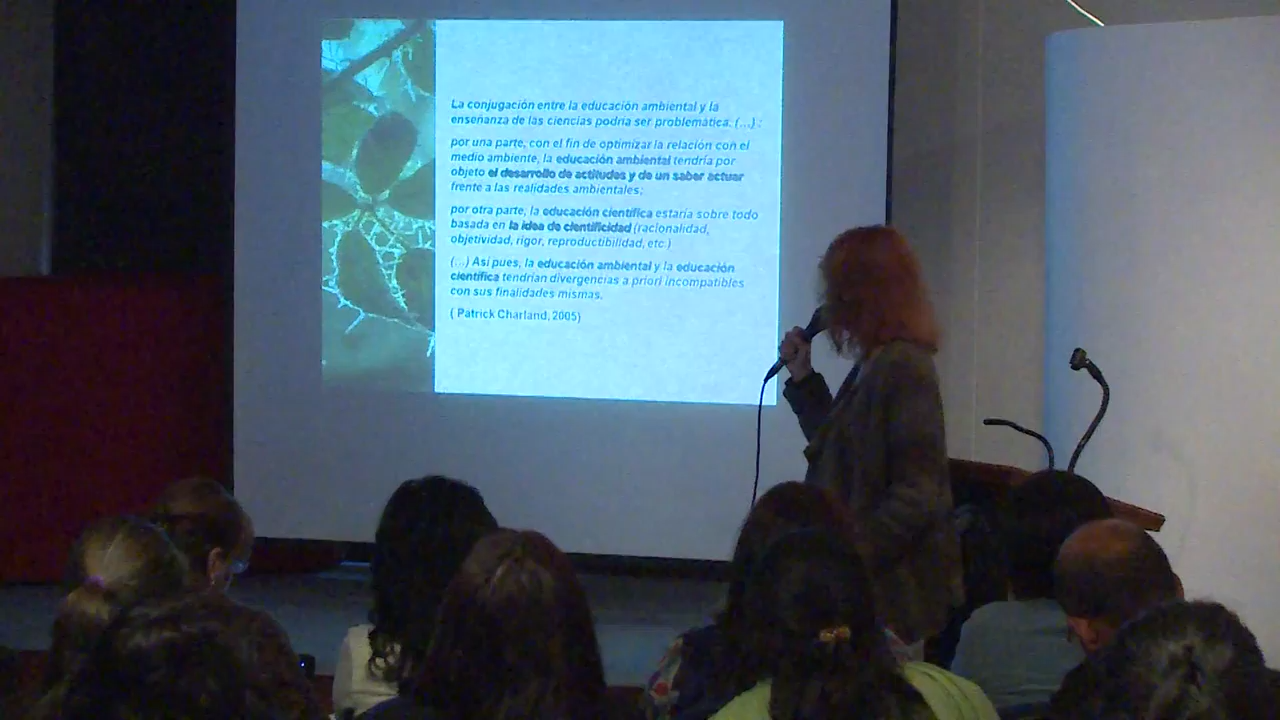 La conjugación entre la educación ambiental y la
enseñanza de las ciencias podría ser problemática. (...) :
por una parte, con el fin de optimizar la relación con el
medio ambiente, la educación ambiental tendría por
objeto el desarrollo de actitudes y de un saber actuar
frente a las realidades ambientales;
por otra parte, la educación científica estaría sobre todo
basada en la idea de cientificidad (racionalidad,
objetividad, rigor, reproductibilidad, etc.)
(...) Así pues, la educación ambiental y la educación
científica tendrían divergencias a priori incompatibles
con sus finalidades mismas.
( Patrick Charland, 2005)